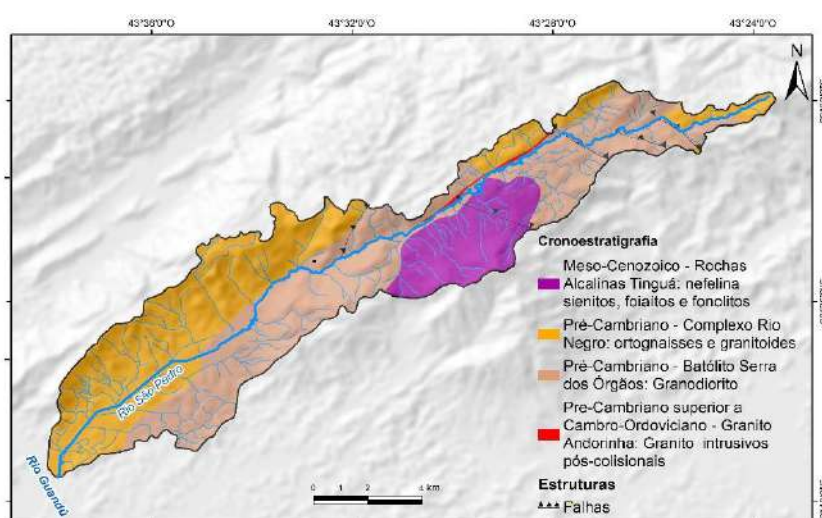 43°36'0"O
43°32'0"O
43°28'0"O
43°24'0"O
N
Cronoestratigrafia
Meso-Cenozoico - Rochas
Alcalinas Tinguá: nefelina
sienitos, foiaitos e fonolitos
Pré-Cambriano - Complexo Rio
Negro: ortognaisses e granitoides
Pré-Cambriano - Batólito Serra
dos Órgãos: Granodiorito
Pre-Cambriano superior a
Cambro-Ordoviciano - Granito
Andorinha: Granito intrusivos
pós-colisionais
Estruturas
Falhas
Rio São Pedro
Rio Guandú
0 1 2 4 km